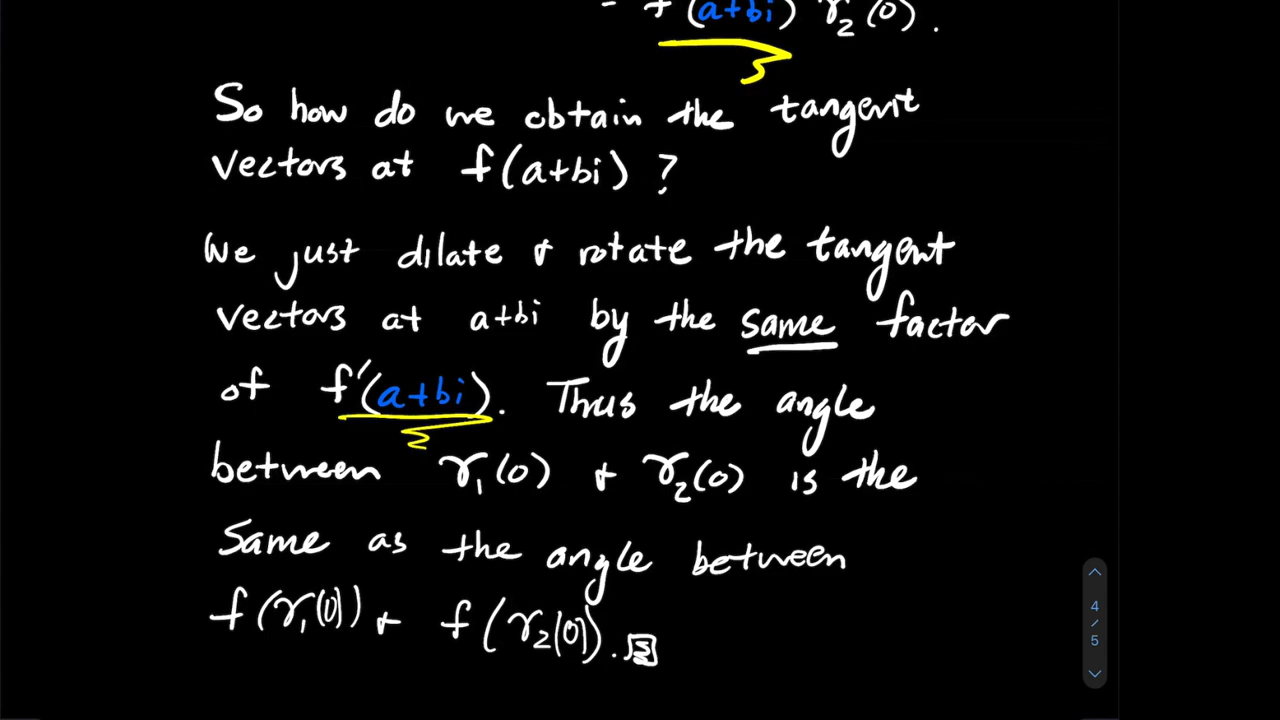 = f(a+bi) γ₂(0).
So how do we obtain the tangent
vectors at f(a+bi)?
We just dilate & rotate the tangent
vectors at a+bi by the same factor
of f'(a+bi). Thus the angle
between γ₁(0) & γ₂(0) is the
same as the angle between
f(γ₁(0)) & f(γ₂(0)).
4
/
5